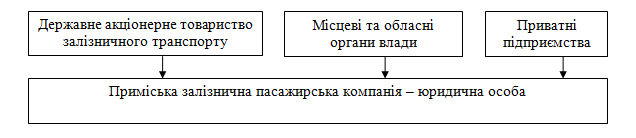 Державне акціонерне товариство
залізничного транспорту
Місцеві та обласні
органи влади
Приватні
підприємства
Приміська залізнична пасажирська компанія – юридична особа